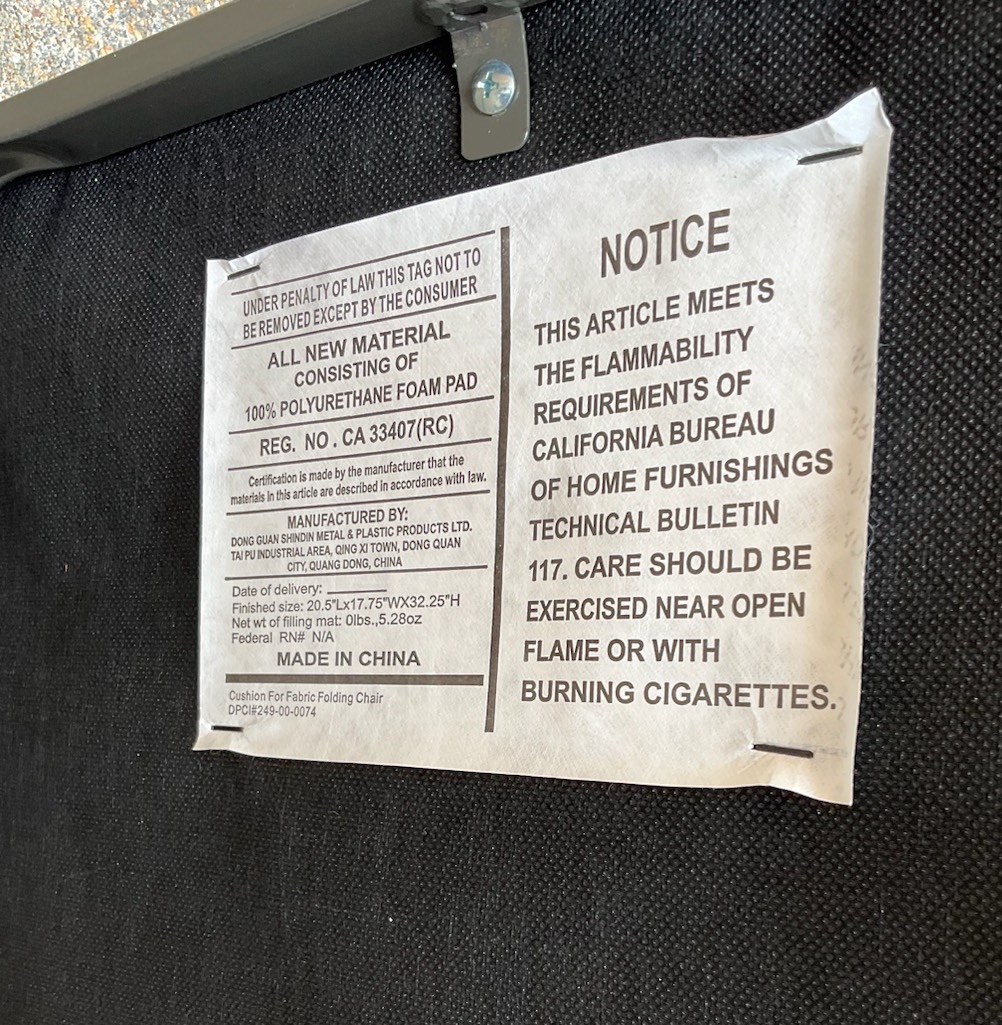 UNDER PENALTY OF LAW THIS TAG NOT TO
BE REMOVED EXCEPT BY THE CONSUMER
ALL NEW MATERIAL
CONSISTING OF
100% POLYURETHANE FOAM PAD
REG. NO. CA 33407(RC)
Certification is made by the manufacturer that the
materials in this article are described in accordance with law.
MANUFACTURED BY:
DONG GUAN SHINDIN METAL & PLASTIC PRODUCTS LTD.
TAI PU INDUSTRIAL AREA, QING XI TOWN, DONG QUAN
CITY, QUANG DONG, CHINA
Date of delivery:
Finished size: 20.5"Lx17.75"WX32.25"H
Net wt of filling mat: 0lbs.,5.28oz
Federal RN# N/A
MADE IN CHINA
Cushion For Fabric Folding Chair
DPCI#249-00-0074
NOTICE
THIS ARTICLE MEETS
THE FLAMMABILITY
REQUIREMENTS OF
CALIFORNIA BUREAU
OF HOME FURNISHINGS
TECHNICAL BULLETIN
117. CARE SHOULD BE
EXERCISED NEAR OPEN
FLAME OR WITH
BURNING CIGARETTES.